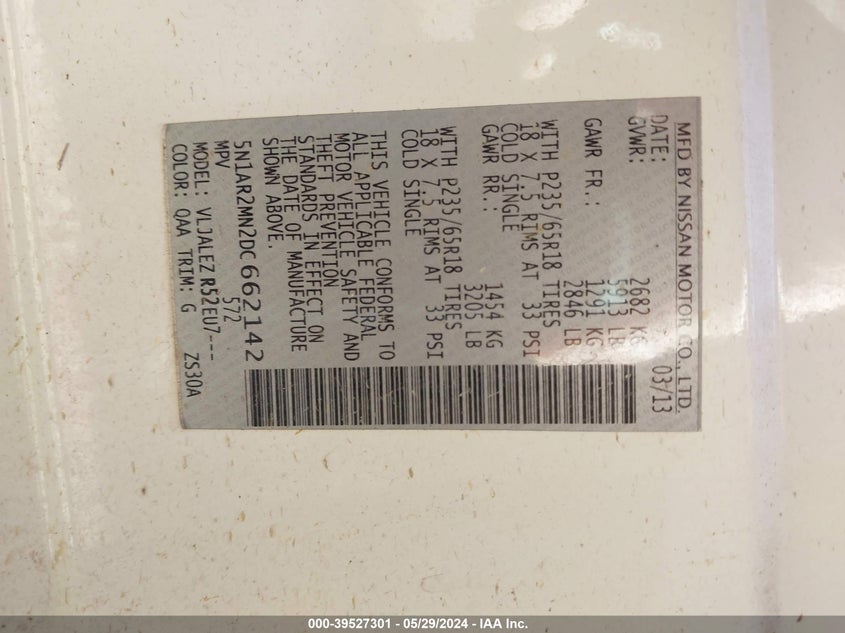 MFD BY NISSAN MOTOR CO., LTD.
DATE: 03/13
GVWR: 2682 KG
5913 LB
GAWR FR.: 1291 KG
2846 LB
WITH P235/65R18 TIRES
18 X 7.5 RIMS AT 33 PSI
COLD SINGLE
GAWR RR.: 1454 KG
3205 LB
WITH P235/65R18 TIRES
18 X 7.5 RIMS AT 33 PSI
COLD SINGLE
THIS VEHICLE CONFORMS TO
ALL APPLICABLE FEDERAL
MOTOR VEHICLE SAFETY AND
THEFT PREVENTION
STANDARDS IN EFFECT ON
THE DATE OF MANUFACTURE
SHOWN ABOVE.
5N1AR2MN2DC662142
MPV 572
MODEL: VLJALEZ R52EU7---
COLOR: QAA TRIM: G ZS30A
000-39527301 - 05/29/2024 - IAA Inc.